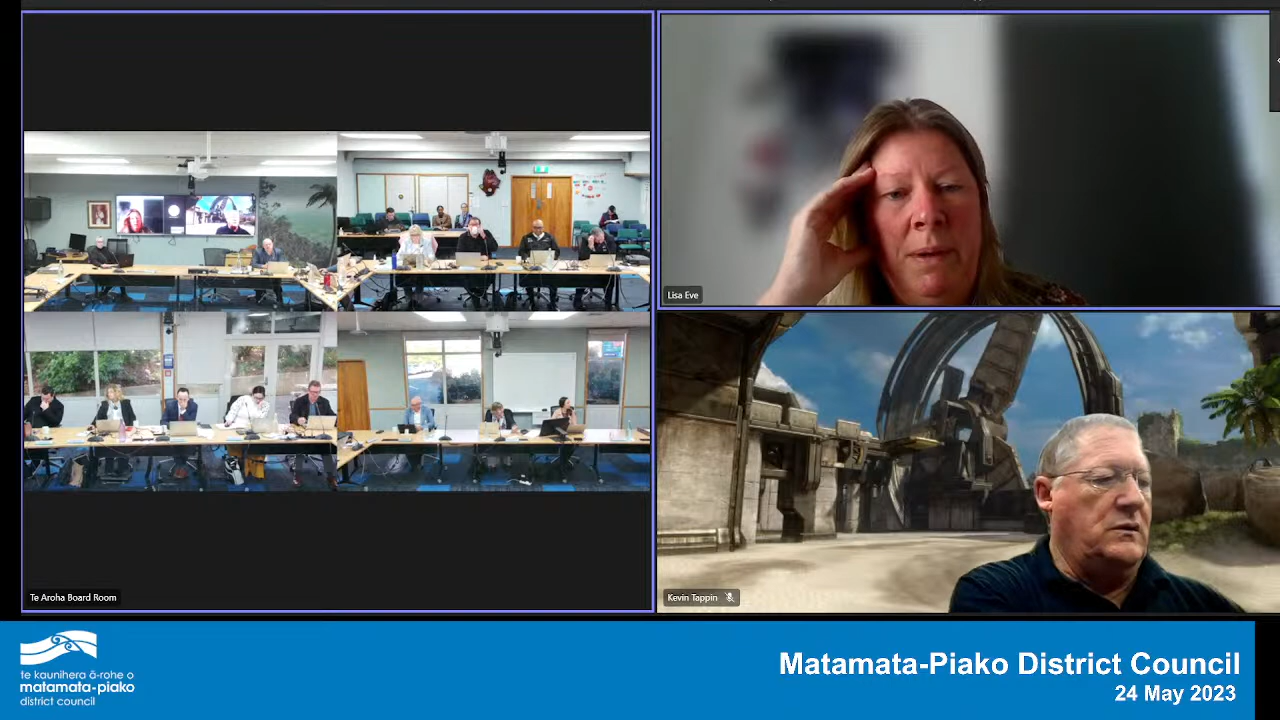 Lisa Eve
Te Aroha Board Room
Kevin Tappin
te kaunihera ā-rohe o
matamata-piako
district council
Matamata-Piako District Council
24 May 2023